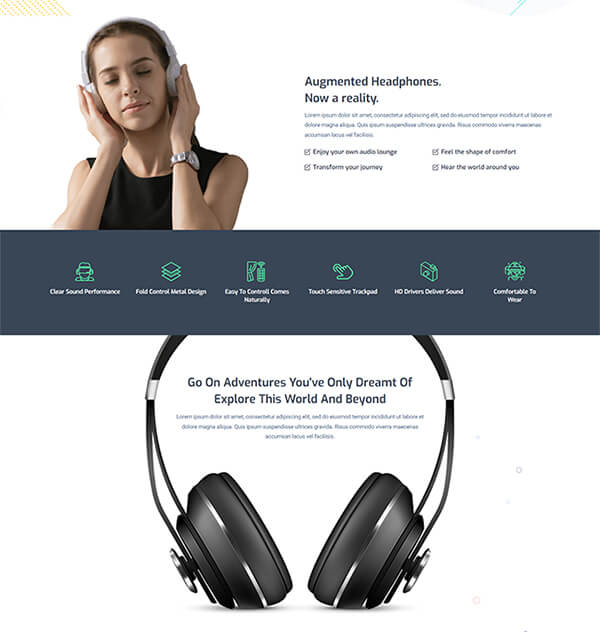 Augmented Headphones.
Now a reality.
Lorem ipsum dolor sit amet, consectetur adipiscing elit, sed do eiusmod tempor incididunt ut labore et
dolore magna aliqua. Quis ipsum suspendisse ultrices gravida. Risus commodo viverra maecenas
accumsan lacus vel facilisis.
Enjoy your own audio lounge
Feel the shape of comfort
Transform your journey
Hear the world around you
Clear Sound Performance
Fold Control Metal Design
Easy To Controll Comes
Naturally
Touch Sensitive Trackpad
HD Drivers Deliver Sound
Comfortable To
Wear
Go On Adventures You've Only Dreamt Of
Explore This World And Beyond
Lorem ipsum dolor sit amet, consectetur adipiscing elit, sed do eiusmod tempor incididunt ut labore et
dolore magna aliqua. Quis ipsum suspendisse ultrices gravida. Risus commodo viverra maecenas
accumsan lacus vel facilisis.